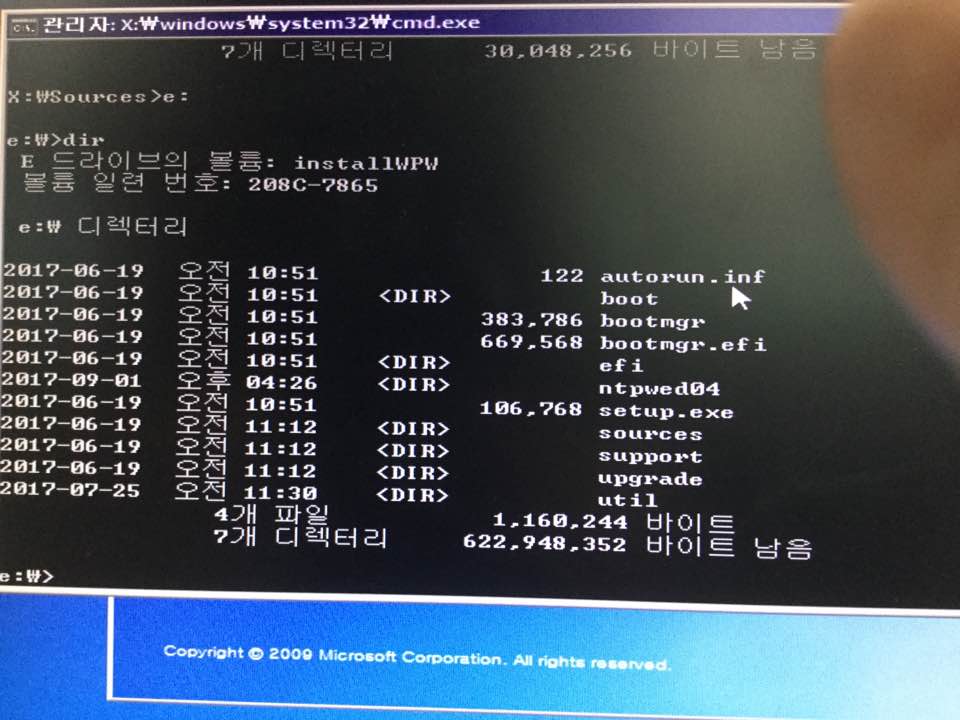 관리자: X:₩windows₩system32₩cmd.exe
7개 디렉터리 30,048,256 바이트 남음
X:₩Sources>e:
e:₩>dir
E 드라이브의 볼륨: installWPW
볼륨 일련 번호: 208C-7865
e:₩ 디렉터리
2017-06-19 오전 10:51 122 autorun.inf
2017-06-19 오전 10:51 <DIR> boot
2017-06-19 오전 10:51 383,786 bootmgr
2017-06-19 오전 10:51 669,568 bootmgr.efi
2017-06-19 오전 10:51 <DIR> efi
2017-09-01 오후 04:26 <DIR> ntpwed04
2017-06-19 오전 10:51 106,768 setup.exe
2017-06-19 오전 11:12 <DIR> sources
2017-06-19 오전 11:12 <DIR> support
2017-06-19 오전 11:12 <DIR> upgrade
2017-07-25 오전 11:30 <DIR> util
4개 파일 1,160,244 바이트
7개 디렉터리 622,948,352 바이트 남음
e:₩>
Copyright © 2009 Microsoft Corporation. All rights reserved.